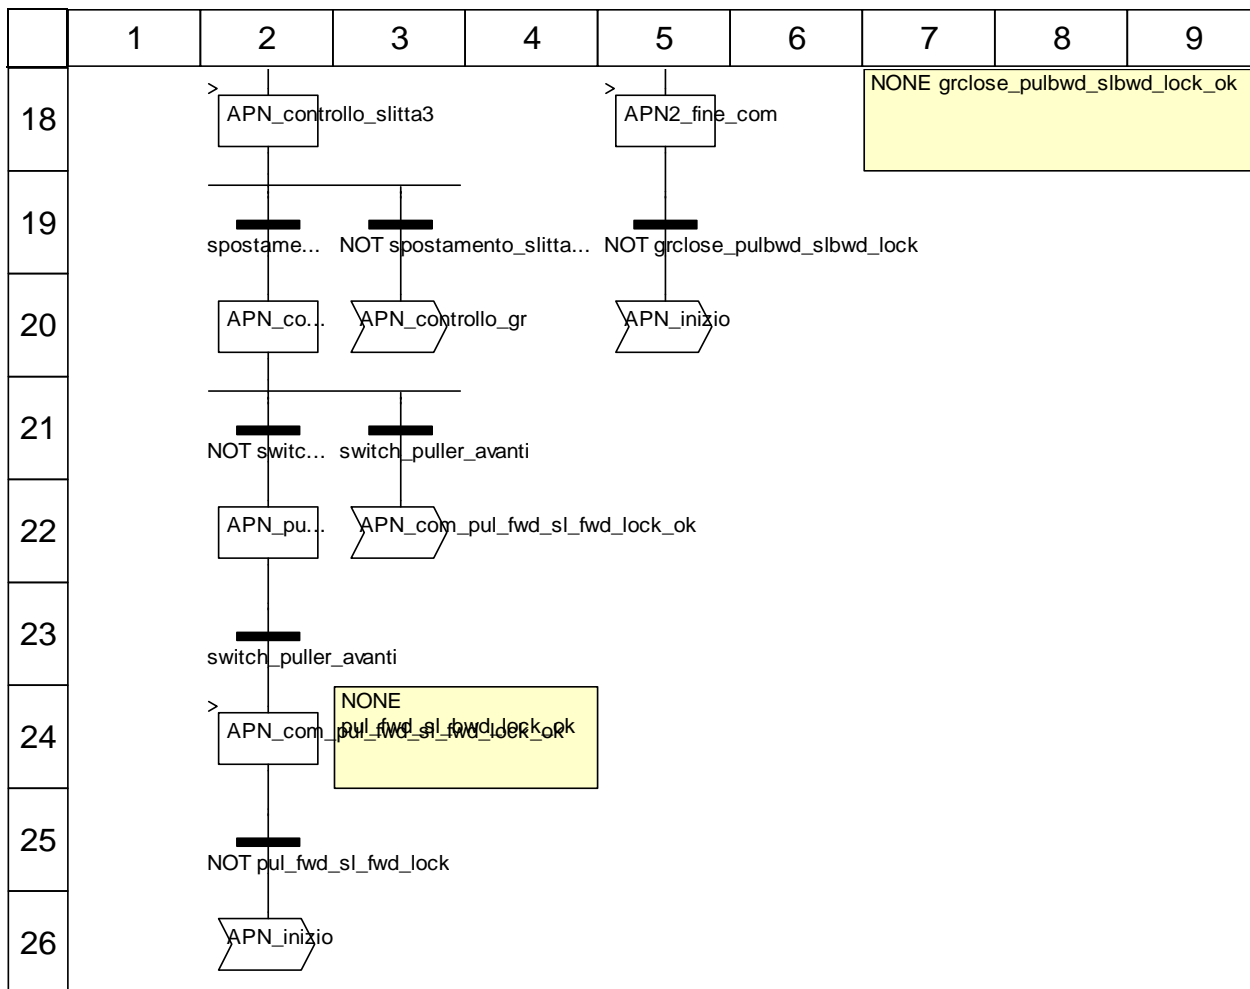 1 2 3 4 5 6 7 8 9
18
APN_controllo_slitta3
APN2_fine_com
NONE grclose_pulbwd_slbwd_lock_ok
19
spostame...
NOT spostamento_slitta...
NOT grclose_pulbwd_slbwd_lock
20
APN_co...
APN_controllo_gr
APN_inizio
21
NOT switc...
switch_puller_avanti
22
APN_pu...
APN_com_pul_fwd_sl_fwd_lock_ok
23
switch_puller_avanti
24
APN_com_pul_fwd_sl_fwd_lock_ok
NONE
pul_fwd_sl_bwd_lock_ok
25
NOT pul_fwd_sl_fwd_lock
26
APN_inizio